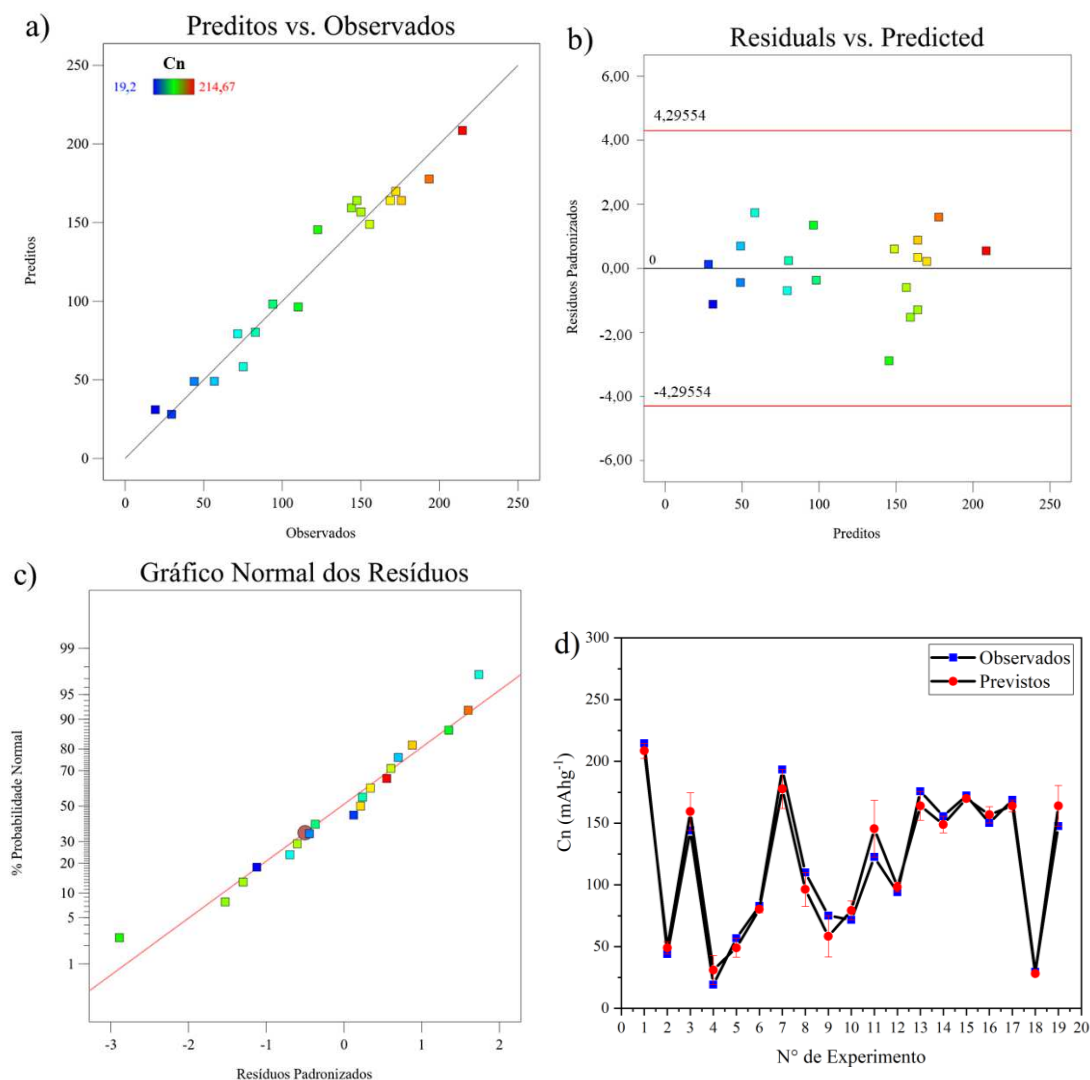 a)
Preditos vs. Observados
Cn
19,2
214,67
250
200
150
100
50
0
Preditos
0
50
100
150
200
250
Observados
b)
Residuals vs. Predicted
6,00
4,00
2,00
0,00
-2,00
-4,00
-6,00
4,29554
0
-4,29554
Resíduos Padronizados
0
50
100
150
200
250
Preditos
c)
Gráfico Normal dos Resíduos
99
95
90
80
70
50
30
20
10
5
1
% Probabilidade Normal
-3
-2
-1
0
1
2
Resíduos Padronizados
d)
Observados
Previstos
300
250
200
150
100
50
0
Cn (mAhg⁻¹)
0 1 2 3 4 5 6 7 8 9 10 11 12 13 14 15 16 17 18 19 20
N° de Experimento